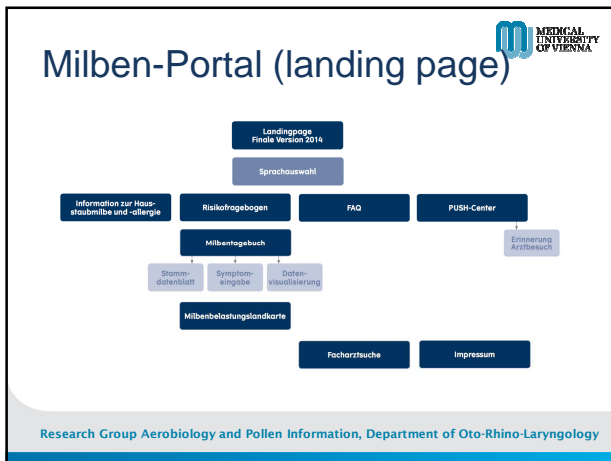 MEDICAL
UNIVERSITY
OF VIENNA
Milben-Portal (landing page)
Landingpage
Finale Version 2014
Sprachauswahl
Information zur Haus-
staubmilbe und -allergie
Risikofragebogen
FAQ
PUSH-Center
Milbentagebuch
Erinnerung
Arztbesuch
Stamm-
datenblatt
Symptom-
eingabe
Daten-
visualisierung
Milbenbelastungslandkarte
Facharztsuche
Impressum
Research Group Aerobiology and Pollen Information, Department of Oto-Rhino-Laryngology